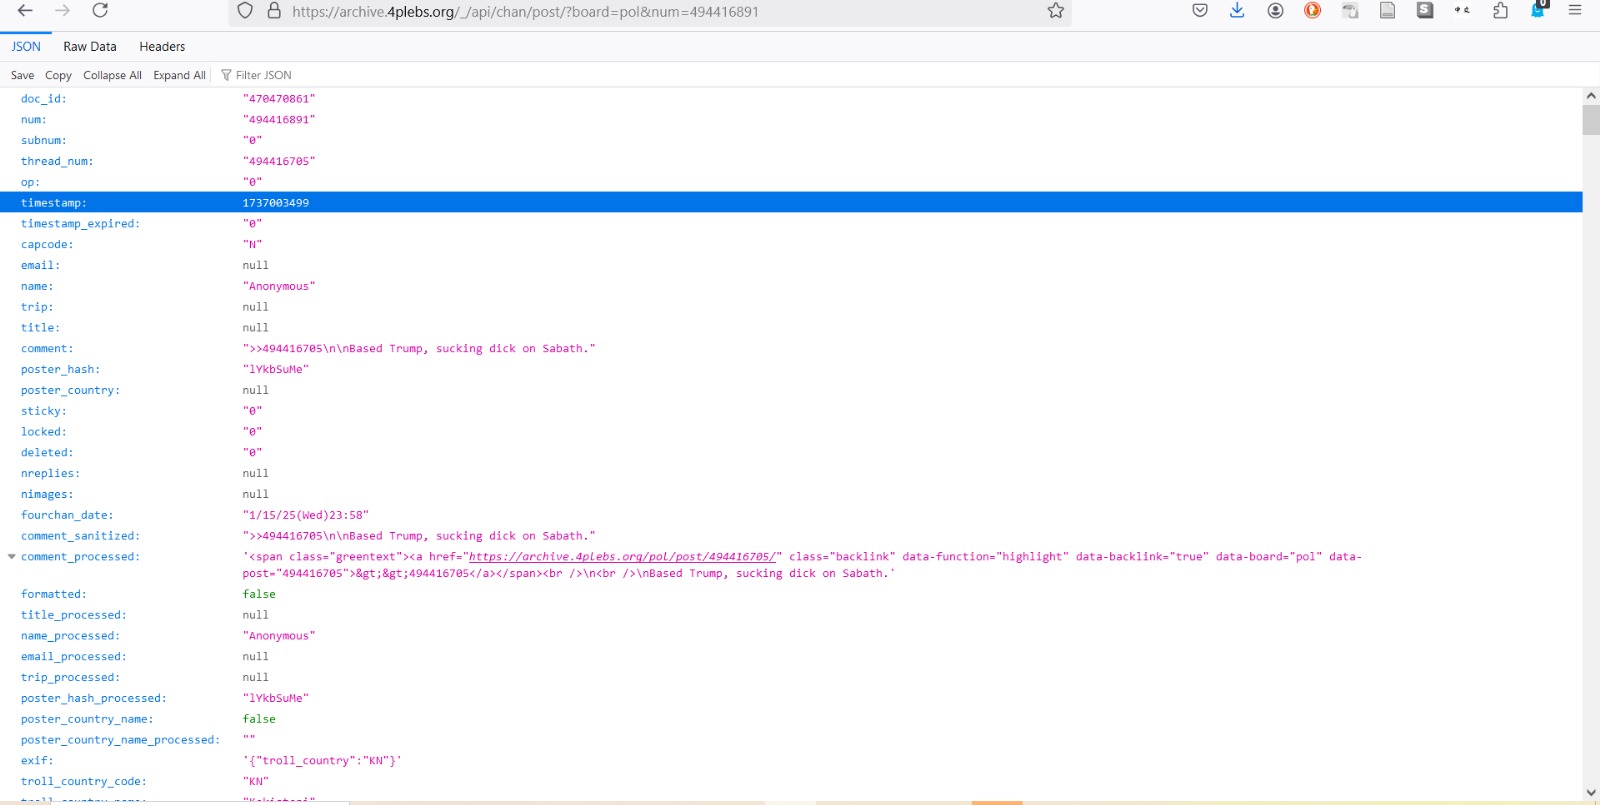 https://archive.4plebs.org/_/api/chan/post/?board=pol&num=494416891
JSON Raw Data Headers
Save Copy Collapse All Expand All Filter JSON
doc_id: "470470861"
num: "494416891"
subnum: "0"
thread_num: "494416705"
op: "0"
timestamp: 1737003499
timestamp_expired: "0"
capcode: "N"
email: null
name: "Anonymous"
trip: null
title: null
comment: ">>494416705\n\nBased Trump, sucking dick on Sabath."
poster_hash: "lYkbSuMe"
poster_country: null
sticky: "0"
locked: "0"
deleted: "0"
nreplies: null
nimages: null
fourchan_date: "1/15/25(Wed)23:58"
comment_sanitized: ">>494416705\n\nBased Trump, sucking dick on Sabath."
comment_processed: '<span class="greentext"><a href="https://archive.4plebs.org/pol/post/494416705/" class="backlink" data-function="highlight" data-backlink="true" data-board="pol" data-
post="494416705">&gt;&gt;494416705</a></span><br />\n<br />\nBased Trump, sucking dick on Sabath.'
formatted: false
title_processed: null
name_processed: "Anonymous"
email_processed: null
trip_processed: null
poster_hash_processed: "lYkbSuMe"
poster_country_name: false
poster_country_name_processed: ""
exif: '{"troll_country":"KN"}'
troll_country_code: "KN"